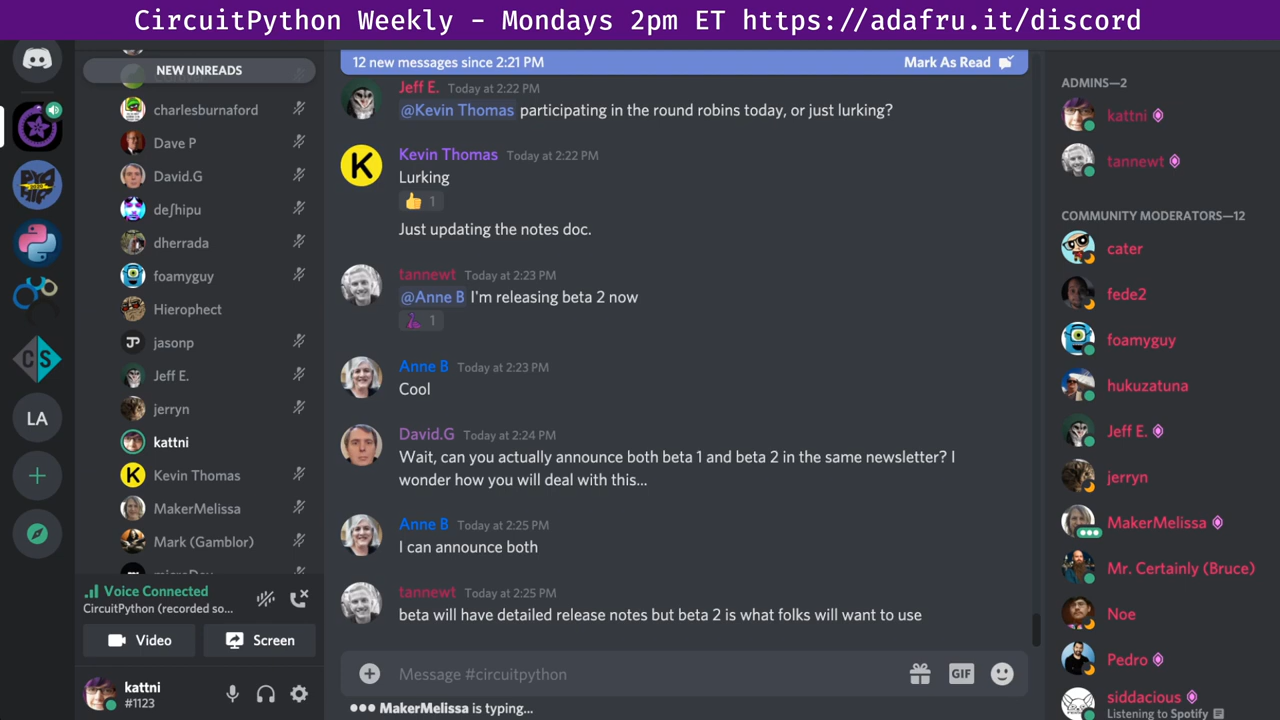 CircuitPython Weekly - Mondays 2pm ET https://adafru.it/discord
NEW UNREADS
charlesburnaford
Dave P
David.G
deʃhipu
dherrada
foamyguy
Hierophect
jasonp
Jeff E.
jerryn
kattni
Kevin Thomas
MakerMelissa
Mark (Gamblor)
Voice Connected
CircuitPython (recorded so...
Video
Screen
kattni
#1123
LA
CS
12 new messages since 2:21 PM
Mark As Read
Jeff E. Today at 2:22 PM
@Kevin Thomas participating in the round robins today, or just lurking?
K
Kevin Thomas Today at 2:22 PM
Lurking
1
Just updating the notes doc.
tannewt Today at 2:23 PM
@Anne B I'm releasing beta 2 now
1
Anne B Today at 2:23 PM
Cool
David.G Today at 2:24 PM
Wait, can you actually announce both beta 1 and beta 2 in the same newsletter? I
wonder how you will deal with this...
Anne B Today at 2:25 PM
I can announce both
tannewt Today at 2:25 PM
beta will have detailed release notes but beta 2 is what folks will want to use
Message #circuitpython
GIF
MakerMelissa is typing...
ADMINS—2
kattni
tannewt
COMMUNITY MODERATORS—12
cater
fede2
foamyguy
hukuzatuna
Jeff E.
jerryn
MakerMelissa
Mr. Certainly (Bruce)
Noe
Pedro
siddacious
Listening to Spotify